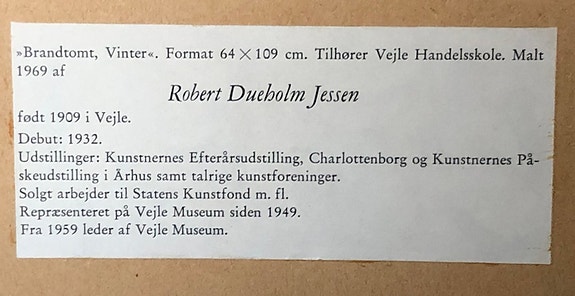 »Brandtomt, Vinter«. Format 64 × 109 cm. Tilhører Vejle Handelsskole. Malt
1969 af
Robert Dueholm Jessen
født 1909 i Vejle.
Debut: 1932.
Udstillinger: Kunstnernes Efterårsudstilling, Charlottenborg og Kunstnernes På-
skeudstilling i Århus samt talrige kunstforeninger.
Solgt arbejder til Statens Kunstfond m. fl.
Repræsenteret på Vejle Museum siden 1949.
Fra 1959 leder af Vejle Museum.